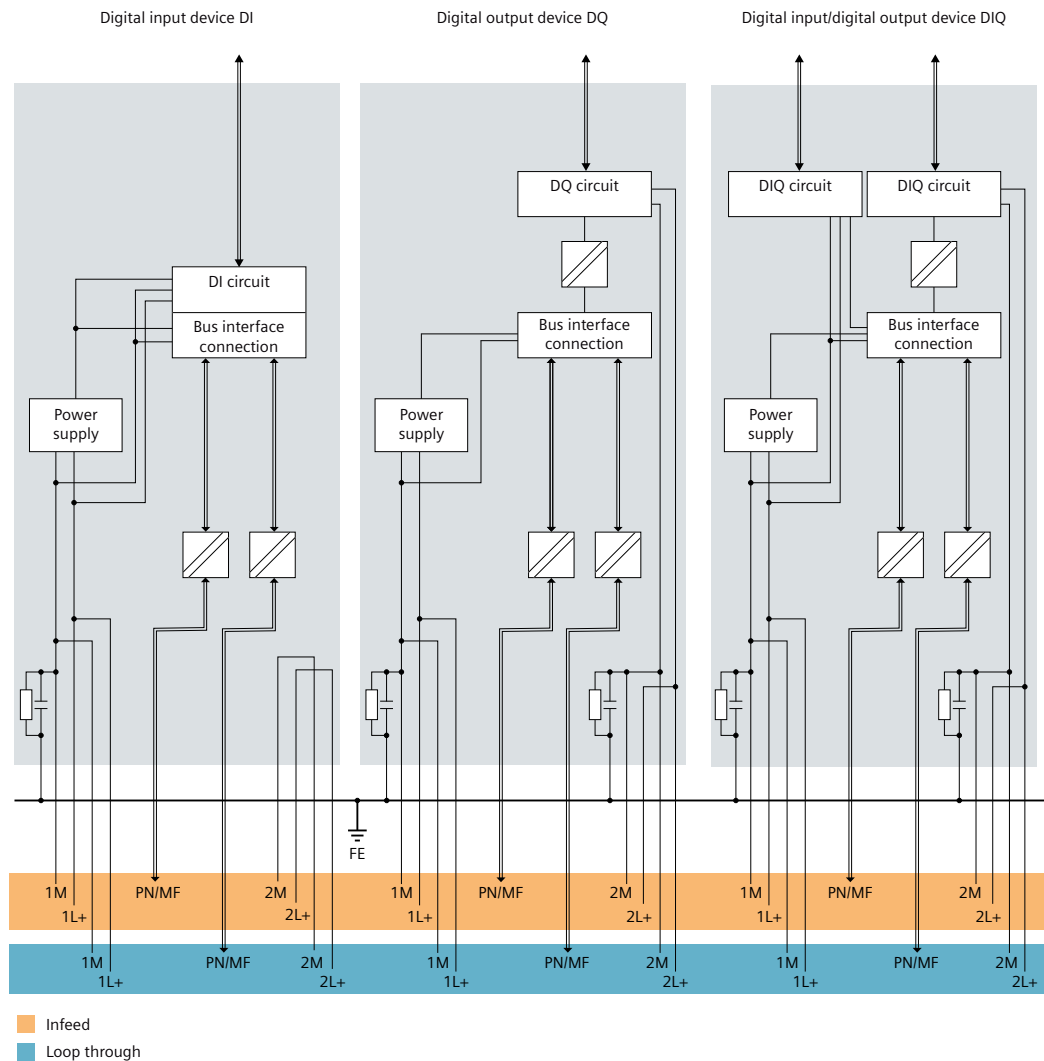 Digital input device DI
Digital output device DQ
Digital input/digital output device DIQ
DQ circuit
DIQ circuit
DIQ circuit
DI circuit
Bus interface
connection
Bus interface
connection
Bus interface
connection
Power
supply
Power
supply
Power
supply
FE
1M
PN/MF
2M
1M
PN/MF
2M
1M
PN/MF
2M
1L+
2L+
1L+
2L+
1L+
2L+
1M
PN/MF
2M
1M
PN/MF
2M
1M
PN/MF
2M
1L+
2L+
1L+
2L+
1L+
2L+
Infeed
Loop through